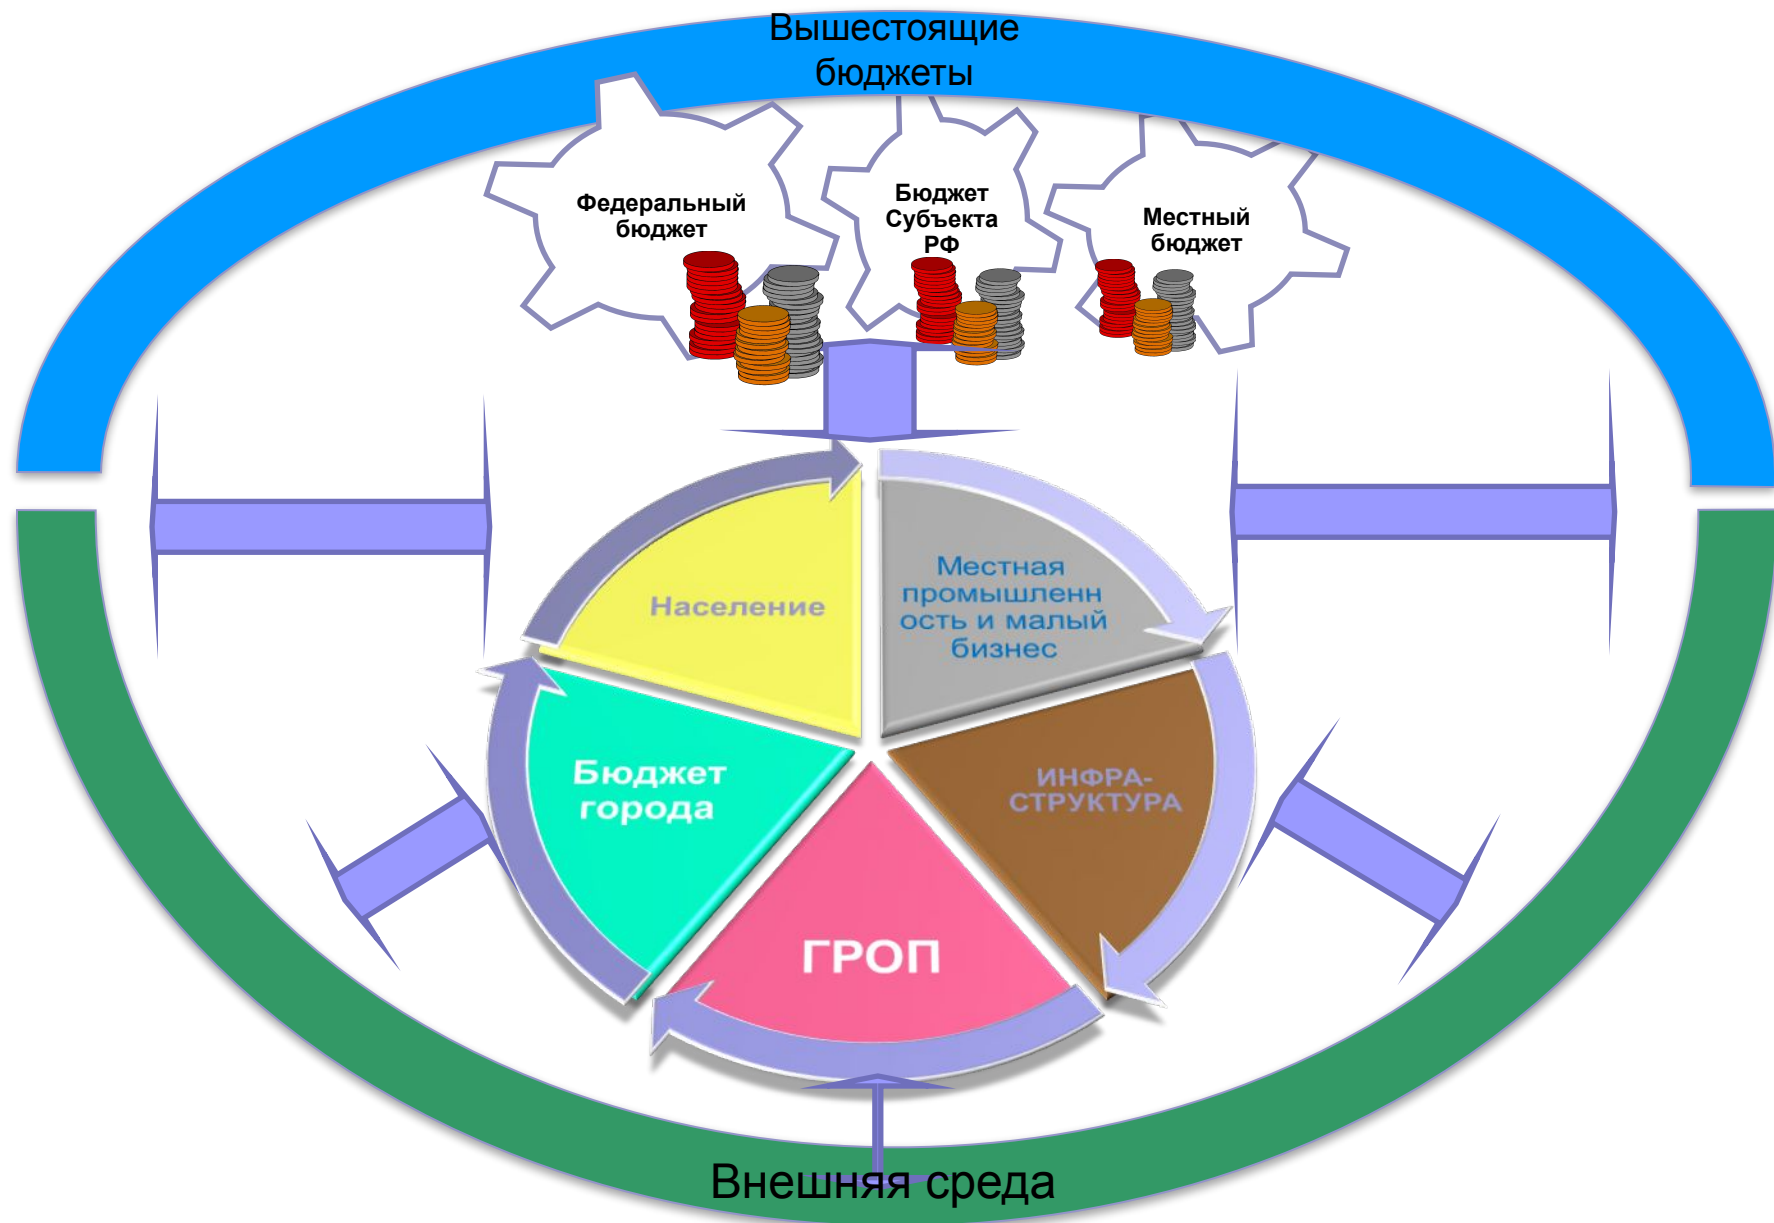 Вышестоящие
бюджеты
Федеральный
бюджет
Бюджет
Субъекта
РФ
Местный
бюджет
Население
Местная
промышленн
ость и малый
бизнес
Бюджет
города
ИНФРА-
СТРУКТУРА
ГРОП
Внешняя среда